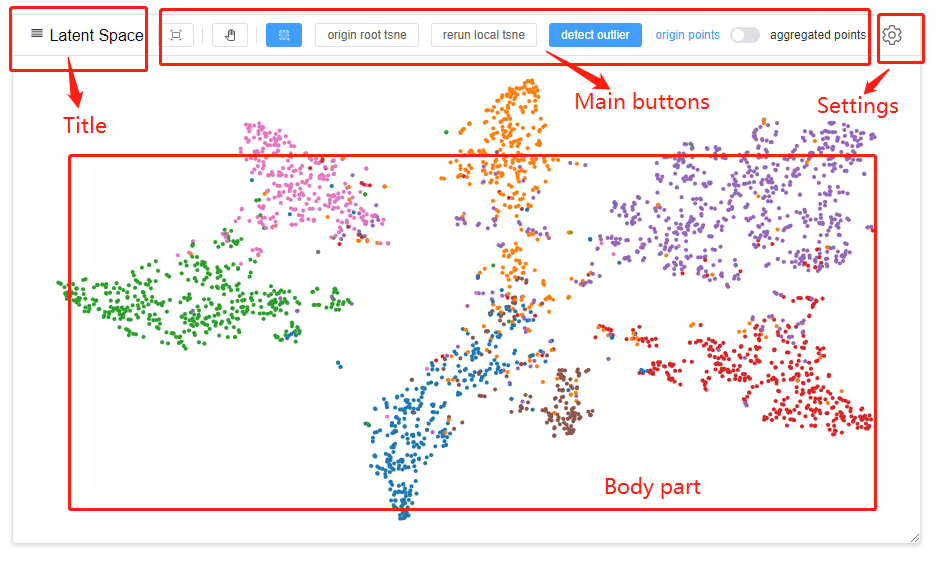 Latent Space
origin root tsne
rerun local tsne
detect outlier
origin points
aggregated points
Title
Main buttons
Settings
Body part